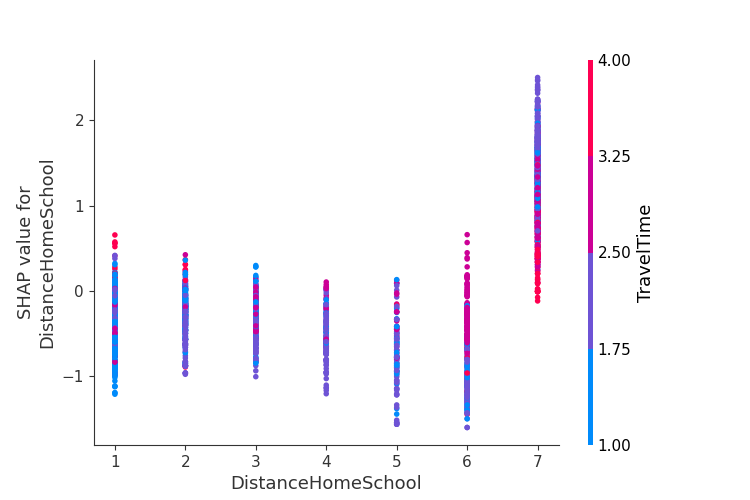 4.00
2
3.25
SHAP value for
DistanceHomeSchool
1
2.50
TravelTime
0
1.75
−1
1.00
1 2 3 4 5 6 7
DistanceHomeSchool